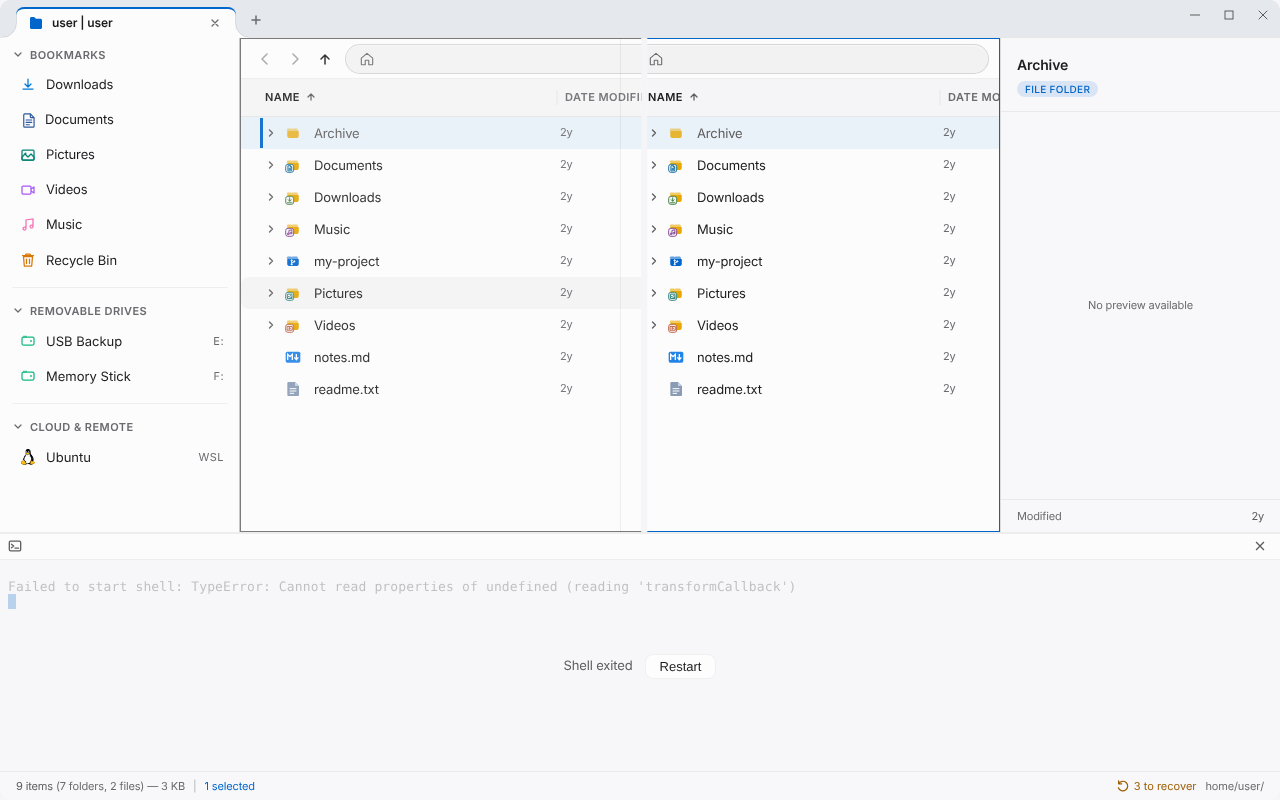 user | user
BOOKMARKS
Downloads
Documents
Pictures
Videos
Music
Recycle Bin
REMOVABLE DRIVES
USB Backup E:
Memory Stick F:
CLOUD & REMOTE
Ubuntu WSL
NAME DATE MODIFI
Archive 2y
Documents 2y
Downloads 2y
Music 2y
my-project 2y
Pictures 2y
Videos 2y
notes.md 2y
readme.txt 2y
NAME DATE MO
Archive 2y
Documents 2y
Downloads 2y
Music 2y
my-project 2y
Pictures 2y
Videos 2y
notes.md 2y
readme.txt 2y
Archive
FILE FOLDER
No preview available
Modified 2y
Failed to start shell: TypeError: Cannot read properties of undefined (reading 'transformCallback')
Shell exited Restart
9 items (7 folders, 2 files) — 3 KB 1 selected 3 to recover home/user/